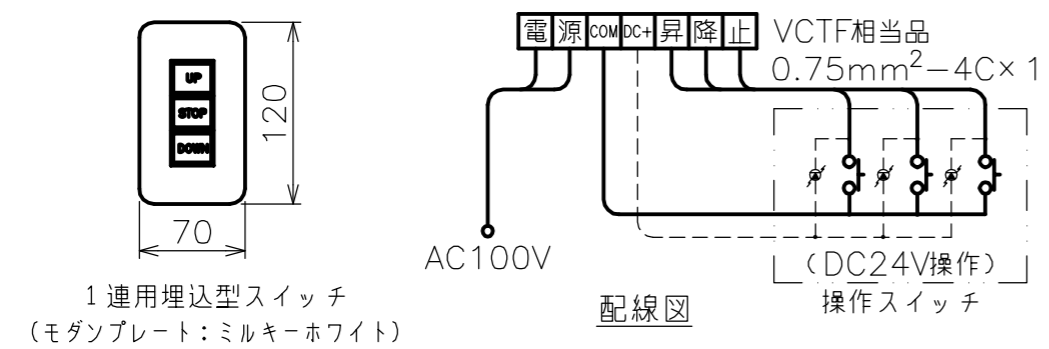 UP
STOP
DOWN
120
70
1連用埋込型スイッチ
(モダンプレート:ミルキーホワイト)
電 源 COM DC+ 昇 降 止
VCTF相当品
0.75mm²-4C×1
AC100V
(DC24V操作)
操作スイッチ
配線図